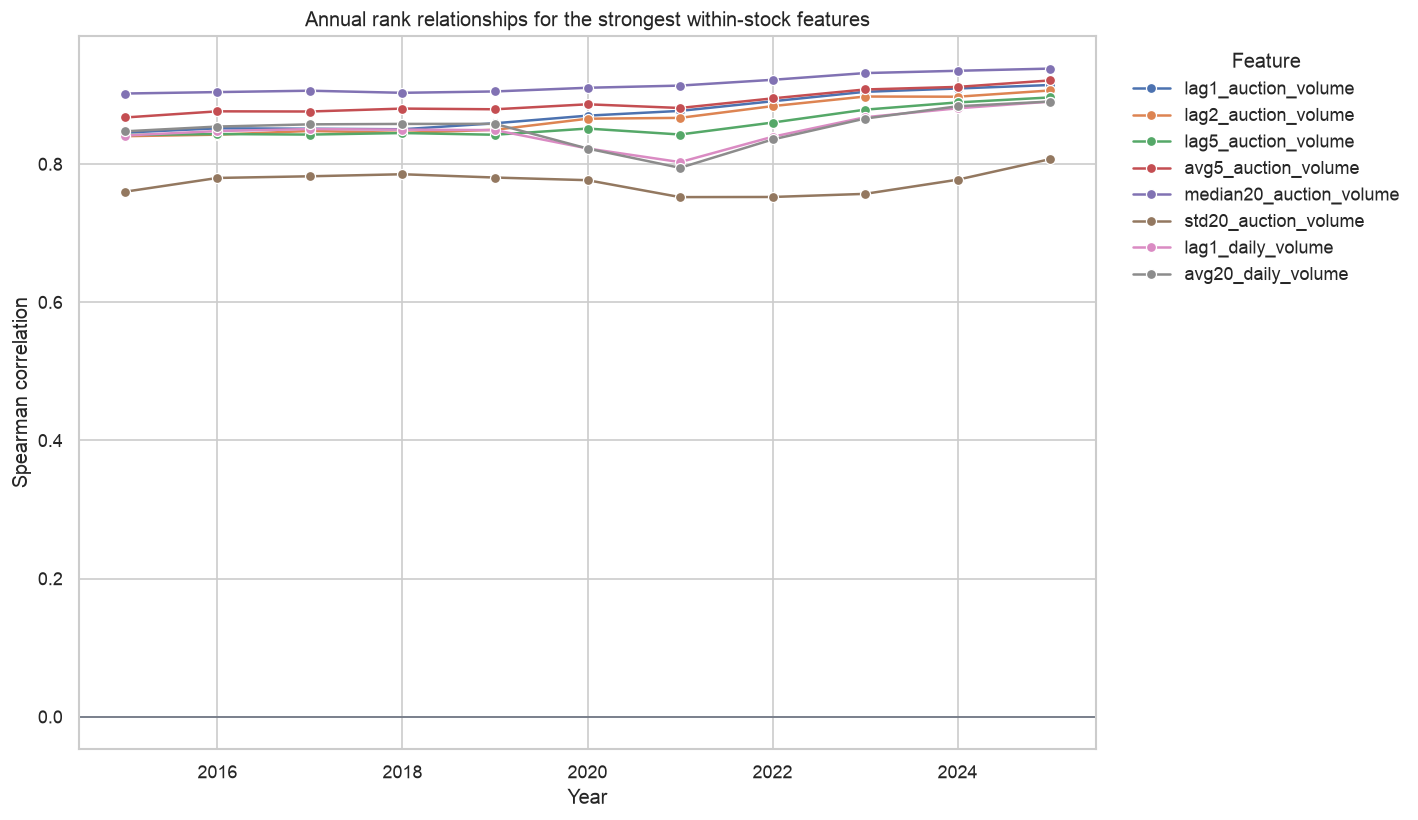 Annual rank relationships for the strongest within-stock features
Spearman correlation
0.8
0.6
0.4
0.2
0.0
2016
2018
2020
2022
2024
Year
Feature
lag1_auction_volume
lag2_auction_volume
lag5_auction_volume
avg5_auction_volume
median20_auction_volume
std20_auction_volume
lag1_daily_volume
avg20_daily_volume